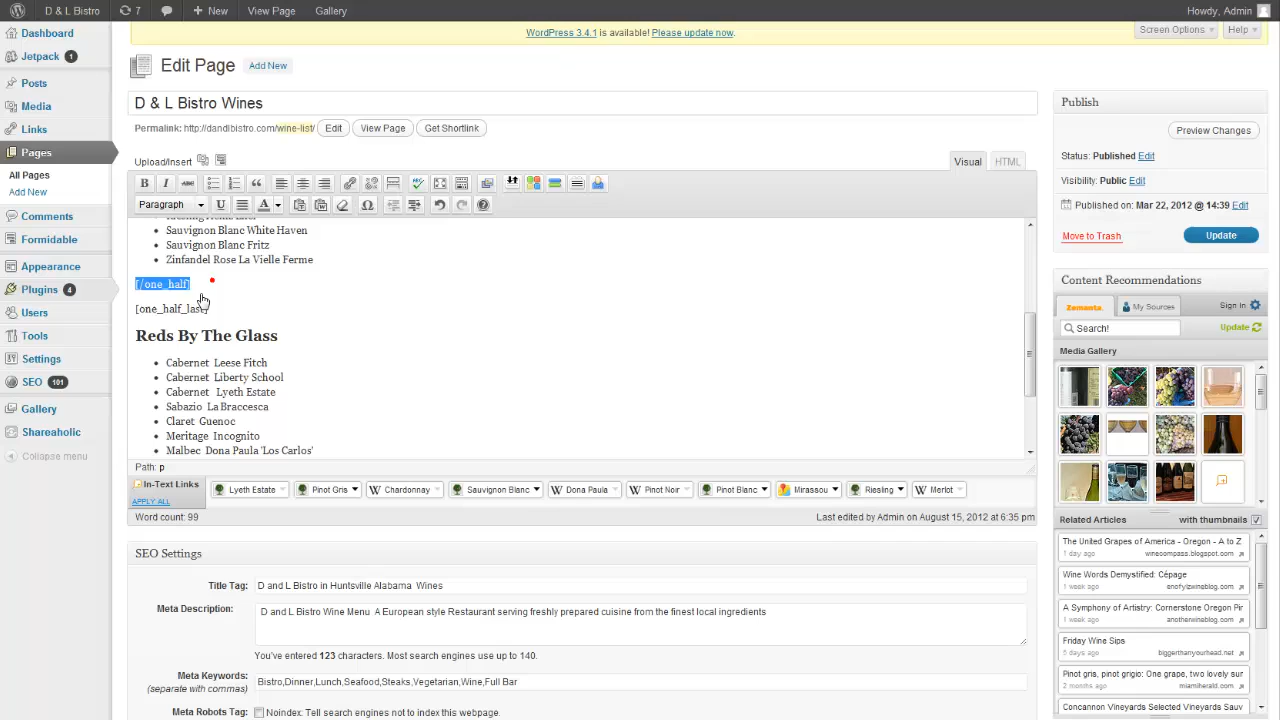 D & L Bistro 7 New View Page Gallery Howdy, Admin
WordPress 3.4.1 is available! Please update now.
Screen Options Help
Dashboard
Jetpack 1
Posts
Media
Links
Pages
All Pages
Add New
Comments
Formidable
Appearance
Plugins 4
Users
Tools
Settings
SEO 101
Gallery
Shareaholic
Collapse menu
Edit Page Add New
D & L Bistro Wines
Permalink: http://dandlbistro.com/wine-list/ Edit View Page Get Shortlink
Upload/Insert Visual HTML
B I ABC
Paragraph U A
Sauvignon Blanc White Haven
Sauvignon Blanc Fritz
Zinfandel Rose La Vielle Ferme
[/one_half]
[one_half_last]
Reds By The Glass
Cabernet Leese Fitch
Cabernet Liberty School
Cabernet Lyeth Estate
Sabazio La Braccesca
Claret Guenoc
Meritage Incognito
Malbec Dona Paula 'Los Carlos'
Path: p
In-Text Links
APPLY ALL
Lyeth Estate Pinot Gris Chardonnay Sauvignon Blanc Dona Paula Pinot Noir Pinot Blanc Mirassou Riesling Merlot
Word count: 99 Last edited by Admin on August 15, 2012 at 6:35 pm
SEO Settings
Title Tag: D and L Bistro in Huntsville Alabama Wines
Meta Description: D and L Bistro Wine Menu A European style Restaurant serving freshly prepared cuisine from the finest local ingredients
You've entered 123 characters. Most search engines use up to 140.
Meta Keywords: Bistro,Dinner,Lunch,Seafood,Steaks,Vegetarian,Wine,Full Bar
(separate with commas)
Meta Robots Tag: Noindex: Tell search engines not to index this webpage.
Publish
Preview Changes
Status: Published Edit
Visibility: Public Edit
Published on: Mar 22, 2012 @ 14:39 Edit
Move to Trash Update
Content Recommendations
Zemanta My Sources Sign in
Search! Update
Media Gallery
Related Articles with thumbnails
The United Grapes of America - Oregon - A to Z
1 day ago winecompass.blogspot.com
Wine Words Demystified: Cépage
1 week ago enofylzwineblog.com
A Symphony of Artistry: Cornerstone Oregon Pin
1 week ago anotherwineblog.com
Friday Wine Sips
5 days ago biggerthanyourhead.net
Pinot gris, pinot grigio: One grape, two lovely sur
2 months ago miamiherald.com
Concannon Vineyards Selected Vineyards Sauv